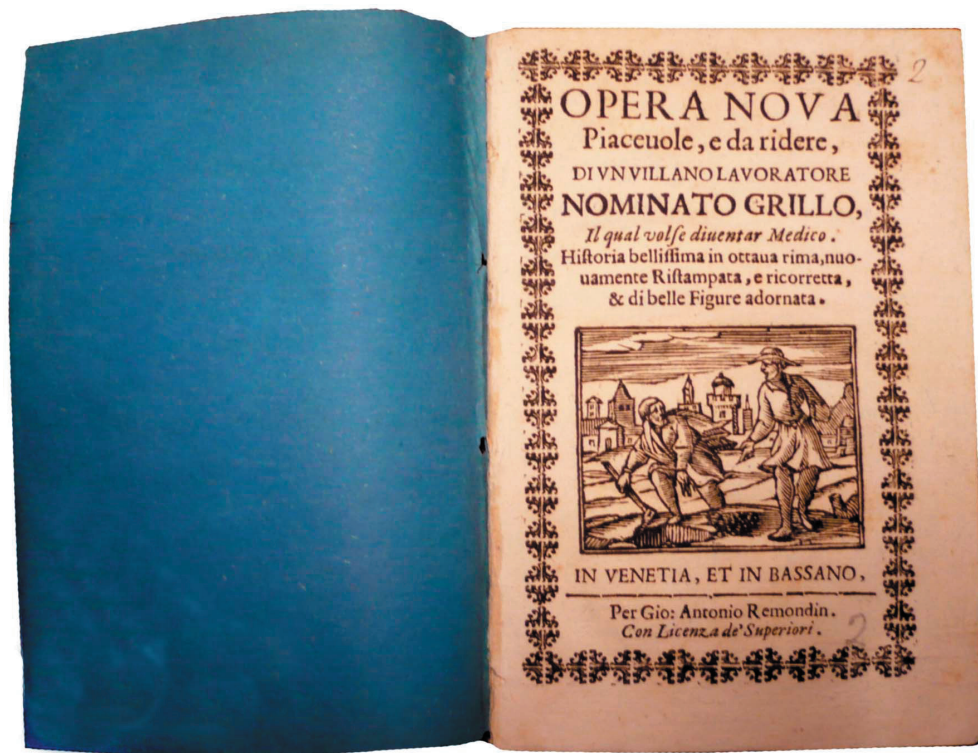 2
OPERA NOVA
Piaceuole, e da ridere,
DI VN VILLANO LAVORATORE
NOMINATO GRILLO,
Il qual volſe diuentar Medico.
Hiſtoria belliſſima in ottaua rima, nuo-
uamente Riſtampata, e ricorretta,
& di belle Figure adornata.
IN VENETIA, ET IN BASSANO,
Per Gio: Antonio Remondin.
Con Licenza de' Superiori.
2